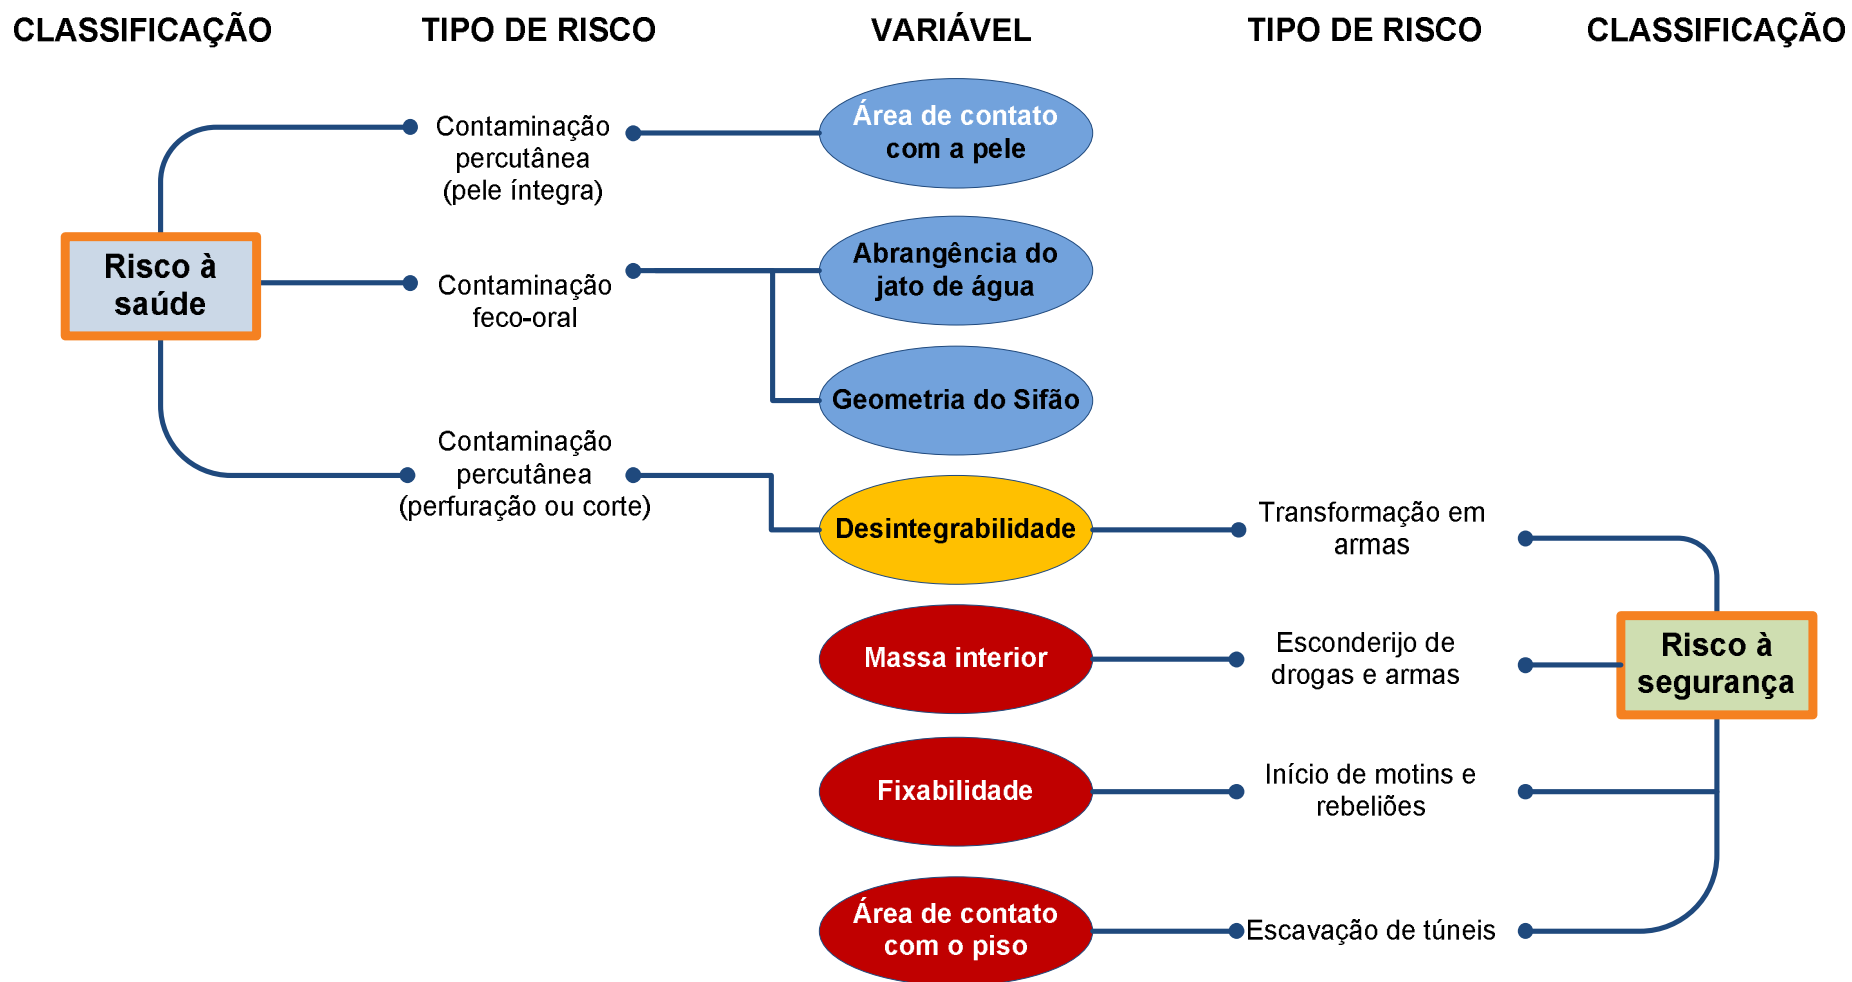 CLASSIFICAÇÃO
TIPO DE RISCO
VARIÁVEL
TIPO DE RISCO
CLASSIFICAÇÃO
Risco à
saúde
Contaminação
percutânea
(pele íntegra)
Área de contato
com a pele
Contaminação
feco-oral
Abrangência do
jato de água
Geometria do Sifão
Contaminação
percutânea
(perfuração ou corte)
Desintegrabilidade
Transformação em
armas
Massa interior
Esconderijo de
drogas e armas
Risco à
segurança
Fixabilidade
Início de motins e
rebeliões
Área de contato
com o piso
Escavação de túneis